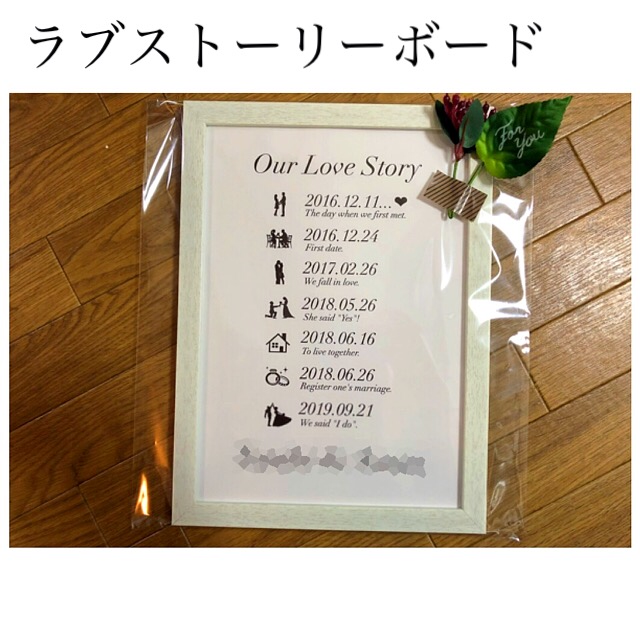 ラブストーリーボード
For
You
Our Love Story
2016.12.11...❤
The day when we first met.
2016.12.24
First date.
2017.02.26
We fall in love.
2018.05.26
She said "Yes"!
2018.06.16
To live together.
2018.06.26
Register one's marriage.
2019.09.21
We said "I do".